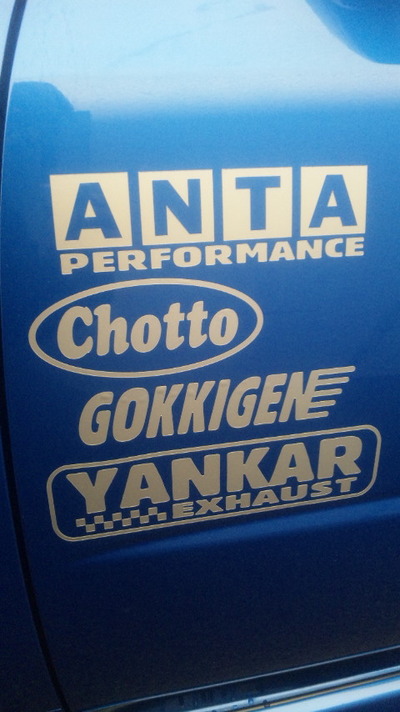 ANTA
PERFORMANCE
Chotto
GOKKIGEN
YANKAR
EXHAUST